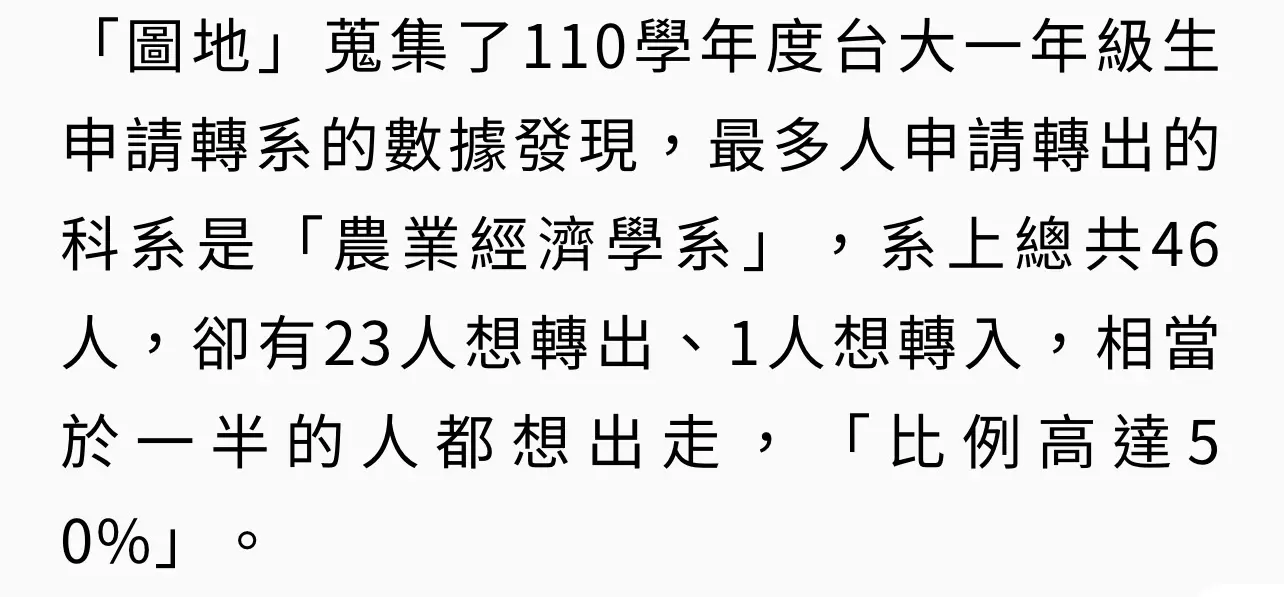 「圖地」蒐集了110學年度台大一年級生
申請轉系的數據發現，最多人申請轉出的
科系是「農業經濟學系」，系上總共46
人，卻有23人想轉出、1人想轉入，相當
於一半的人都想出走，「比例高達5
0%」。